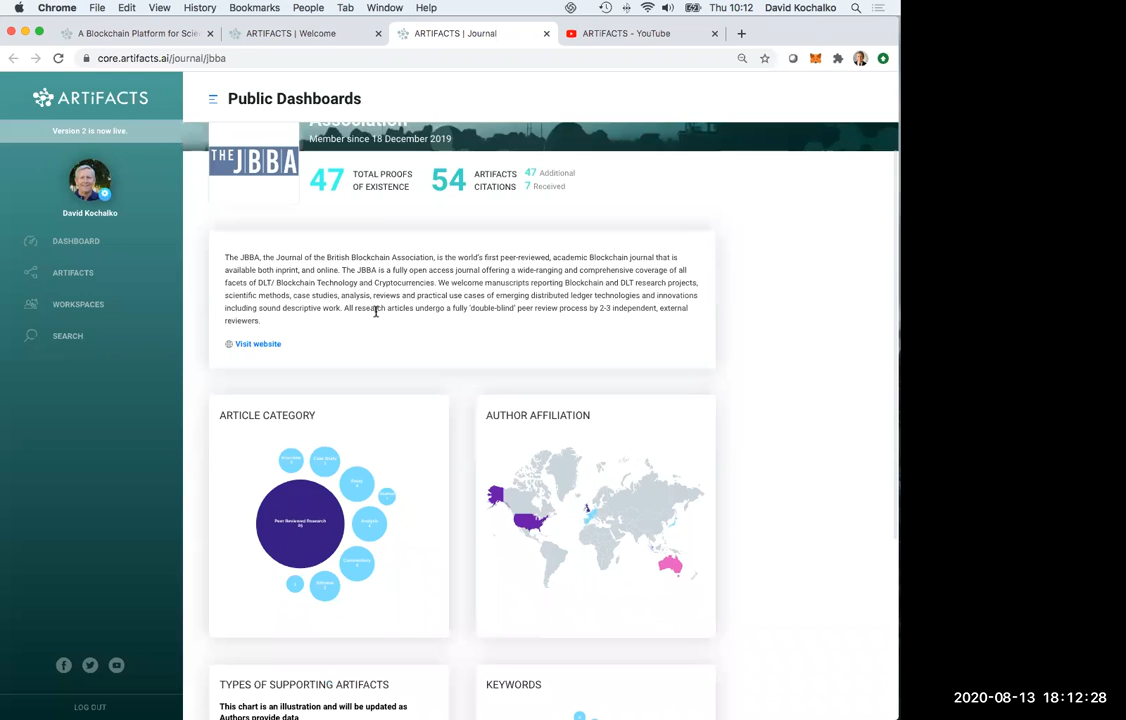 Chrome File Edit View History Bookmarks People Tab Window Help Thu 10:12 David Kochalko
A Blockchain Platform for Scie
ARTiFACTS | Welcome
ARTiFACTS | Journal
ARTiFACTS - YouTube
core.artifacts.ai/journal/jbba
ARTiFACTS
Version 2 is now live.
David Kochalko
DASHBOARD
ARTIFACTS
WORKSPACES
SEARCH
LOG OUT
Public Dashboards
Association
Member since 18 December 2019
THE JBBA
47 TOTAL PROOFS OF EXISTENCE
54 ARTIFACTS CITATIONS
47 Additional
7 Received
The JBBA, the Journal of the British Blockchain Association, is the world's first peer-reviewed, academic Blockchain journal that is
available both inprint, and online. The JBBA is a fully open access journal offering a wide-ranging and comprehensive coverage of all
facets of DLT/ Blockchain Technology and Cryptocurrencies. We welcome manuscripts reporting Blockchain and DLT research projects,
scientific methods, case studies, analysis, reviews and practical use cases of emerging distributed ledger technologies and innovations
including sound descriptive work. All research articles undergo a fully 'double-blind' peer review process by 2-3 independent, external
reviewers.
Visit website
ARTICLE CATEGORY
Case Study
Essay
Analysis
Commentary
Editorial
Peer Reviewed Research
AUTHOR AFFILIATION
TYPES OF SUPPORTING ARTIFACTS
This chart is an illustration and will be updated as
Authors provide data
KEYWORDS
2020-08-13 18:12:28